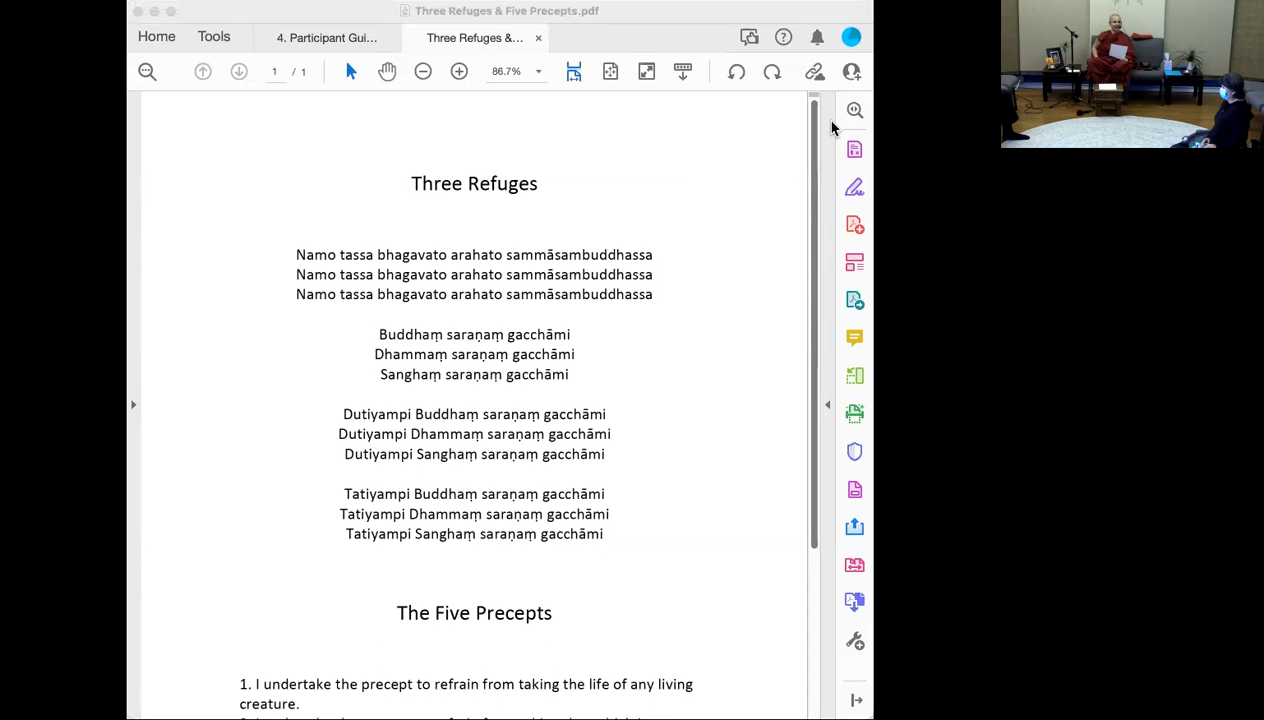 Three Refuges & Five Precepts.pdf
Home
Tools
4. Participant Gui...
Three Refuges &...
×
1 / 1
86.7%
Three Refuges
Namo tassa bhagavato arahato sammāsambuddhassa
Namo tassa bhagavato arahato sammāsambuddhassa
Namo tassa bhagavato arahato sammāsambuddhassa
Buddhaṃ saraṇaṃ gacchāmi
Dhammaṃ saraṇaṃ gacchāmi
Sanghaṃ saraṇaṃ gacchāmi
Dutiyampi Buddhaṃ saraṇaṃ gacchāmi
Dutiyampi Dhammaṃ saraṇaṃ gacchāmi
Dutiyampi Sanghaṃ saraṇaṃ gacchāmi
Tatiyampi Buddhaṃ saraṇaṃ gacchāmi
Tatiyampi Dhammaṃ saraṇaṃ gacchāmi
Tatiyampi Sanghaṃ saraṇaṃ gacchāmi
The Five Precepts
1. I undertake the precept to refrain from taking the life of any living
creature.